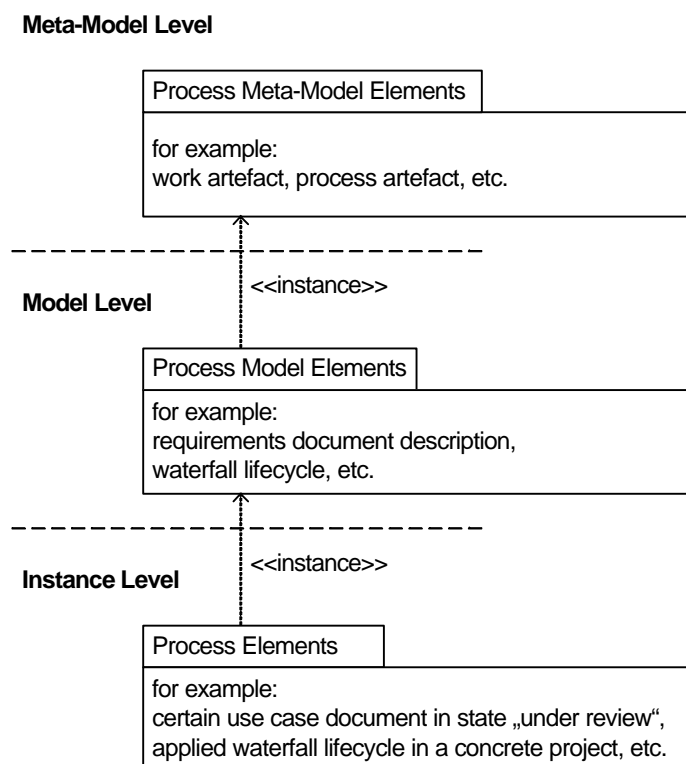 Meta-Model Level
Process Meta-Model Elements
for example:
work artefact, process artefact, etc.
<<instance>>
Model Level
Process Model Elements
for example:
requirements document description,
waterfall lifecycle, etc.
<<instance>>
Instance Level
Process Elements
for example:
certain use case document in state „under review“,
applied waterfall lifecycle in a concrete project, etc.